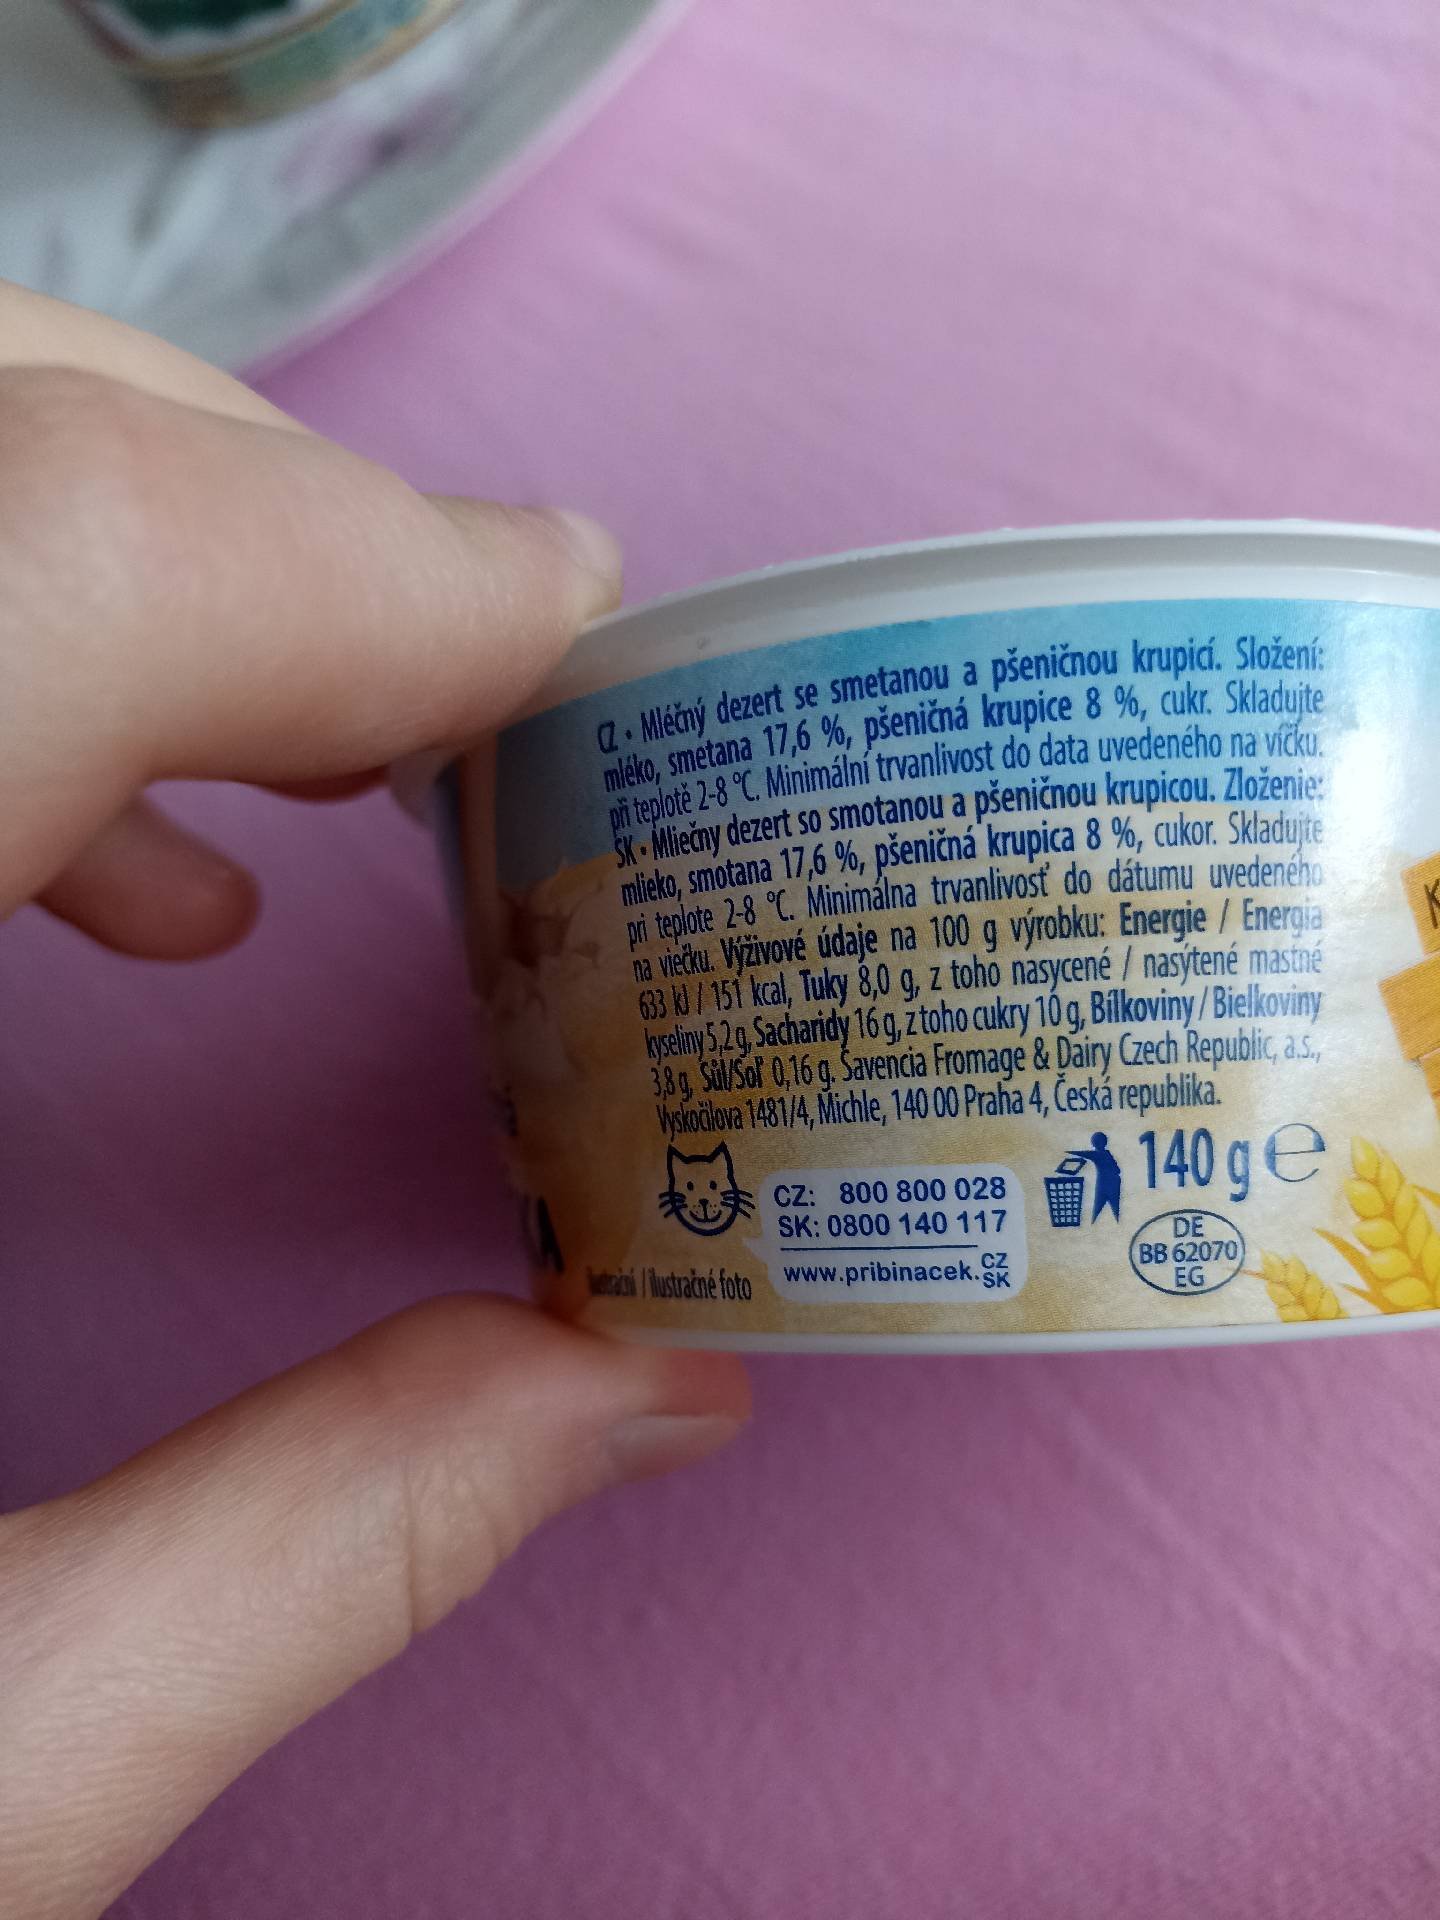 CZ • Mléčný dezert se smetanou a pšeničnou krupicí. Složení:
mléko, smetana 17,6 %, pšeničná krupice 8 %, cukr. Skladujte
při teplotě 2-8 °C. Minimální trvanlivost do data uvedeného na víčku.
SK • Mliečny dezert so smotanou a pšeničnou krupicou. Zloženie:
mlieko, smotana 17,6 %, pšeničná krupica 8 %, cukor. Skladujte
pri teplote 2-8 °C. Minimálna trvanlivosť do dátumu uvedeného
na viečku. Výživové údaje na 100 g výrobku: Energie / Energia
633 kJ / 151 kcal, Tuky 8,0 g, z toho nasycené / nasýtené mastné
kyseliny 5,2 g, Sacharidy 16 g, z toho cukry 10 g, Bílkoviny / Bielkoviny
3,8 g, Sůl/Soľ 0,16 g. Savencia Fromage & Dairy Czech Republic, a.s.,
Vyskočilova 1481/4, Michle, 140 00 Praha 4, Česká republika.
140 g e
CZ: 800 800 028
SK: 0800 140 117
www.pribinacek.CZ SK
DE
BB 62070
EG
/ ilustračné foto
K